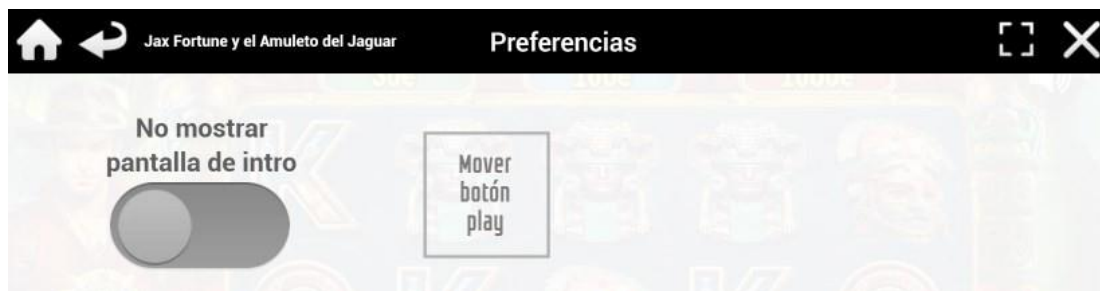 Jax Fortune y el Amuleto del Jaguar
Preferencias
No mostrar
pantalla de intro
Mover
botón
play